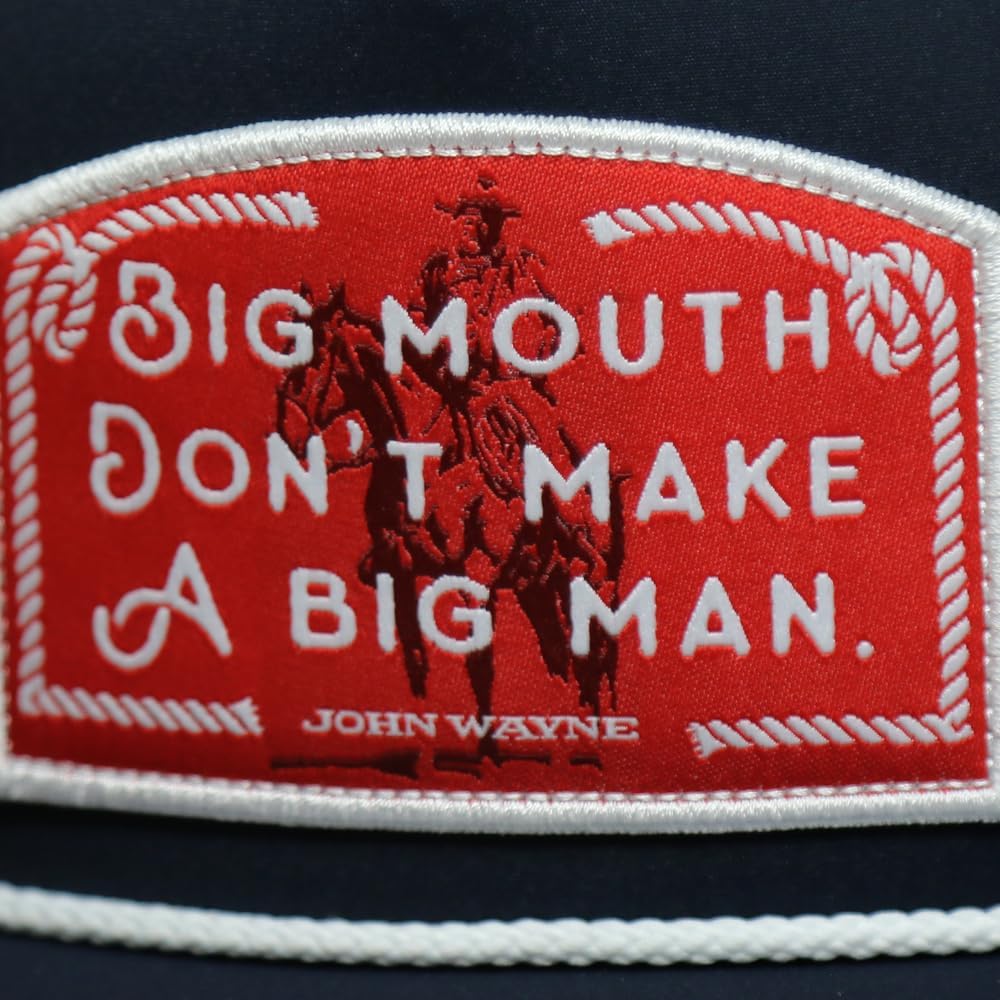 BIG MOUTH
DON'T MAKE
A BIG MAN.
JOHN WAYNE